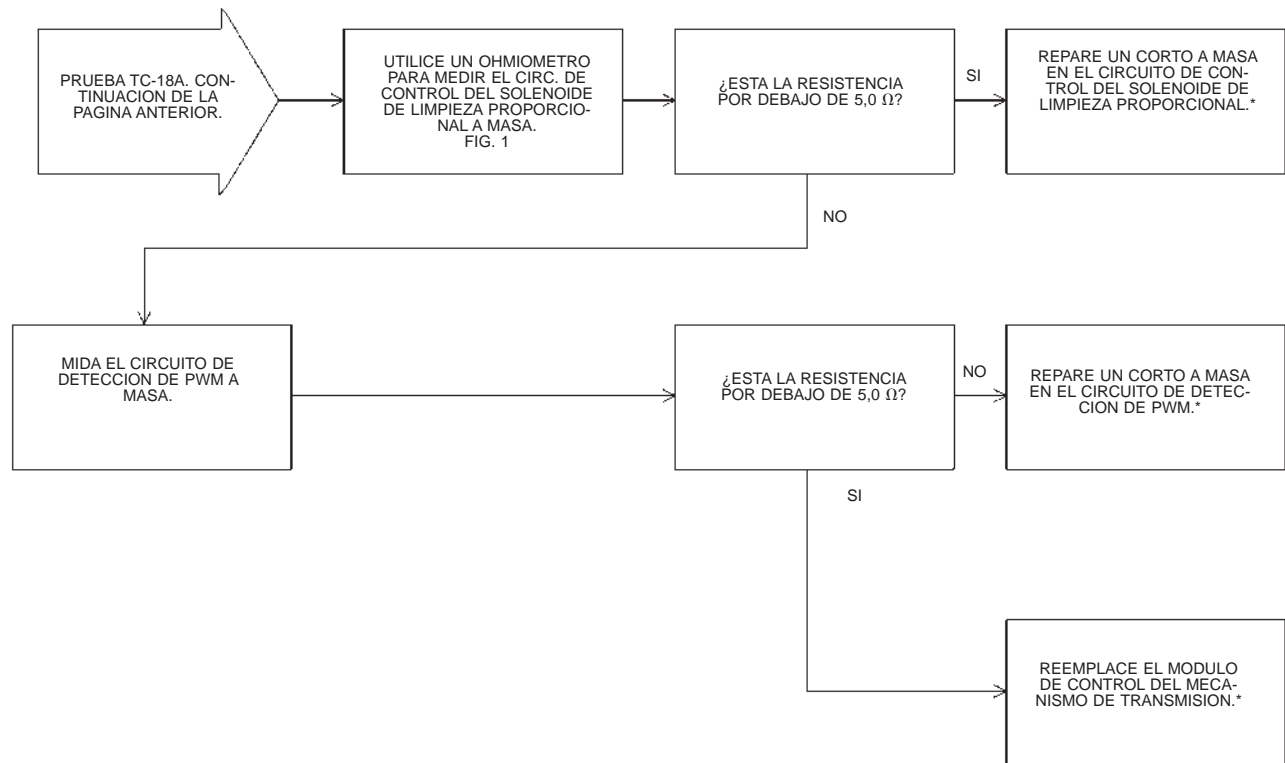 PRUEBA TC-18A. CON-
TINUACION DE LA
PAGINA ANTERIOR.
UTILICE UN OHMIOMETRO
PARA MEDIR EL CIRC. DE
CONTROL DEL SOLENOIDE
DE LIMPIEZA PROPORCIO-
NAL A MASA.
FIG. 1
¿ESTA LA RESISTENCIA
POR DEBAJO DE 5,0 Ω?
SI
REPARE UN CORTO A MASA
EN EL CIRCUITO DE CON-
TROL DEL SOLENOIDE DE
LIMPIEZA PROPORCIONAL.*
NO
MIDA EL CIRCUITO DE
DETECCION DE PWM A
MASA.
¿ESTA LA RESISTENCIA
POR DEBAJO DE 5,0 Ω?
NO
REPARE UN CORTO A MASA
EN EL CIRCUITO DE DETEC-
CION DE PWM.*
SI
REEMPLACE EL MODULO
DE CONTROL DEL MECA-
NISMO DE TRANSMISION.*